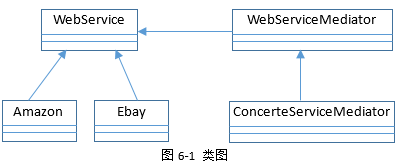 WebService
WebServiceMediator
Amazon
Ebay
ConcerteServiceMediator
图 6-1 类图